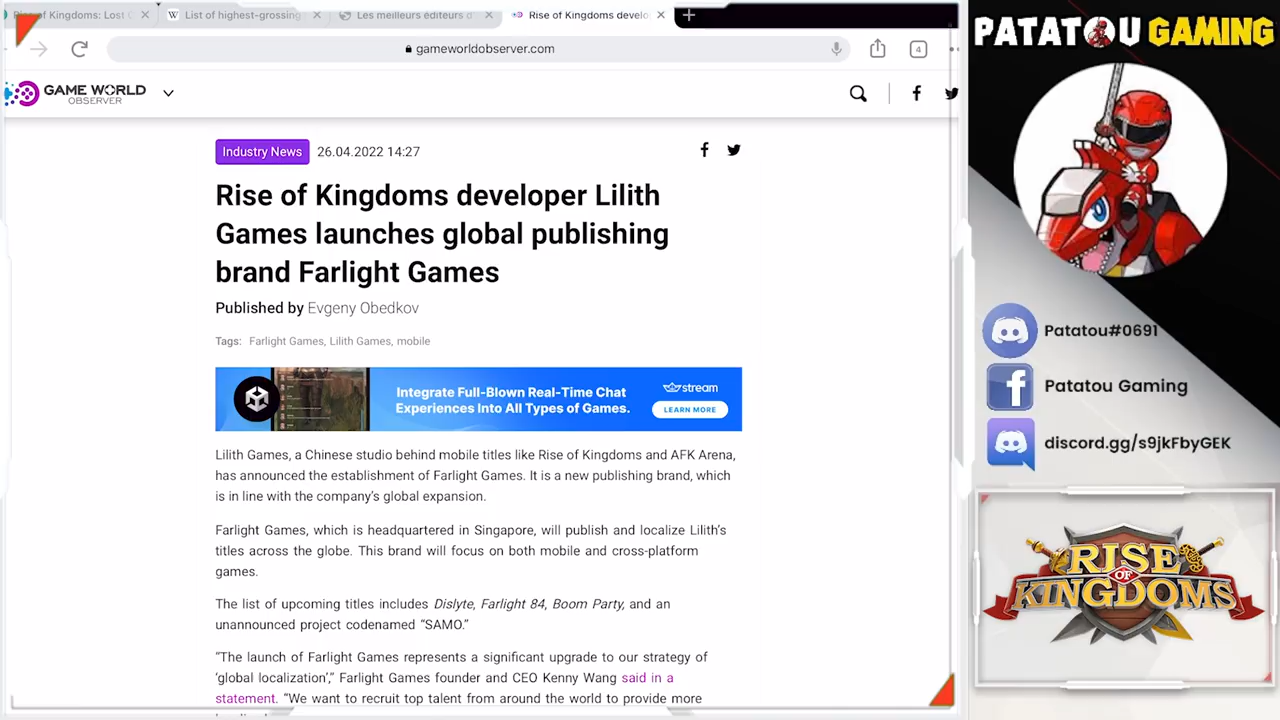 Rise of Kingdoms: Lost C
List of highest-grossing
Les meilleurs éditeurs d
Rise of Kingdoms develo
gameworldobserver.com
4
GAME WORLD
OBSERVER
Industry News
26.04.2022 14:27
Rise of Kingdoms developer Lilith
Games launches global publishing
brand Farlight Games
Published by Evgeny Obedkov
Tags: Farlight Games, Lilith Games, mobile
Integrate Full-Blown Real-Time Chat
Experiences Into All Types of Games.
stream
LEARN MORE
Lilith Games, a Chinese studio behind mobile titles like Rise of Kingdoms and AFK Arena,
has announced the establishment of Farlight Games. It is a new publishing brand, which
is in line with the company's global expansion.
Farlight Games, which is headquartered in Singapore, will publish and localize Lilith's
titles across the globe. This brand will focus on both mobile and cross-platform
games.
The list of upcoming titles includes Dislyte, Farlight 84, Boom Party, and an
unannounced project codenamed “SAMO.”
“The launch of Farlight Games represents a significant upgrade to our strategy of
‘global localization’,” Farlight Games founder and CEO Kenny Wang said in a
statement. “We want to recruit top talent from around the world to provide more
PATATOU GAMING
Patatou#0691
Patatou Gaming
discord.gg/s9jkFbyGEK
RISE
OF
KINGDOMS